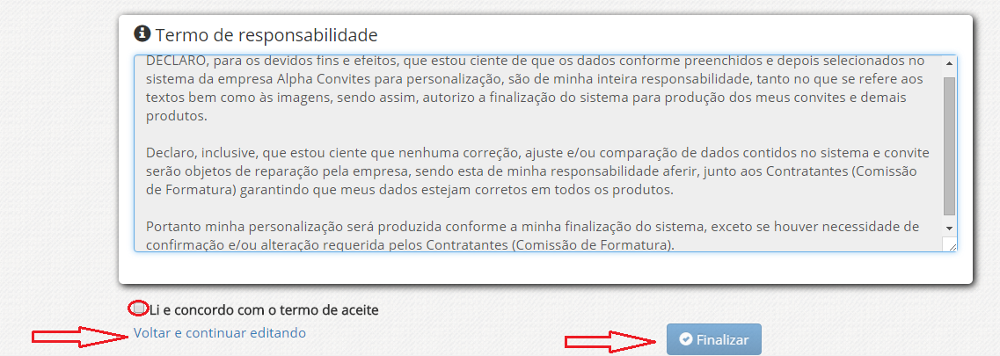 Termo de responsabilidade
DECLARO, para os devidos fins e efeitos, que estou ciente de que os dados conforme preenchidos e depois selecionados no
sistema da empresa Alpha Convites para personalização, são de minha inteira responsabilidade, tanto no que se refere aos
textos bem como às imagens, sendo assim, autorizo a finalização do sistema para produção dos meus convites e demais
produtos.
Declaro, inclusive, que estou ciente que nenhuma correção, ajuste e/ou comparação de dados contidos no sistema e convite
serão objetos de reparação pela empresa, sendo esta de minha responsabilidade aferir, junto aos Contratantes (Comissão
de Formatura) garantindo que meus dados estejam corretos em todos os produtos.
Portanto minha personalização será produzida conforme a minha finalização do sistema, exceto se houver necessidade de
confirmação e/ou alteração requerida pelos Contratantes (Comissão de Formatura).
Li e concordo com o termo de aceite
Voltar e continuar editando
Finalizar